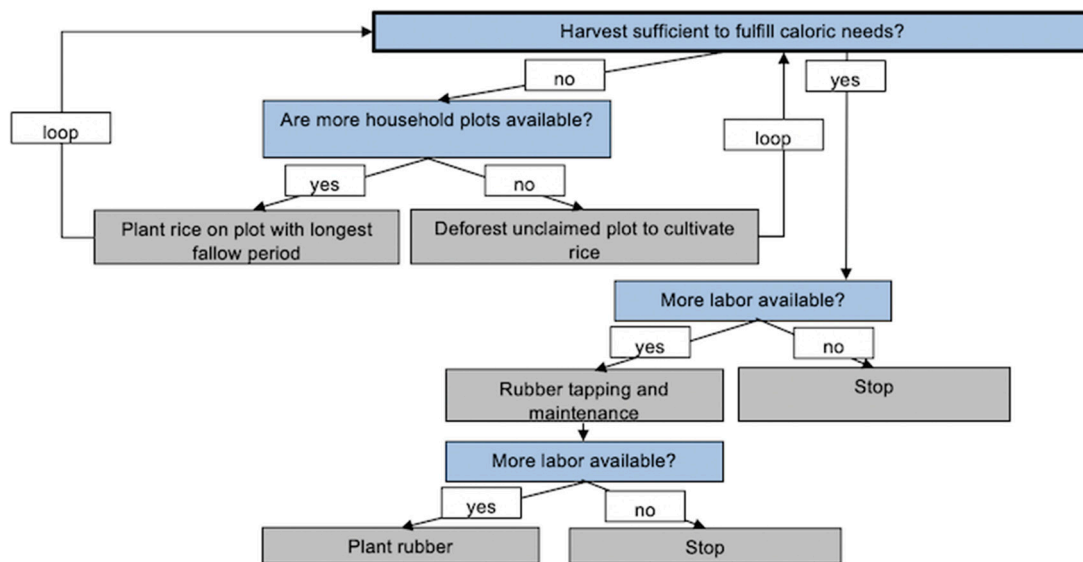 Harvest sufficient to fulfill caloric needs?
no
yes
loop
Are more household plots available?
loop
yes
no
Plant rice on plot with longest
fallow period
Deforest unclaimed plot to cultivate
rice
More labor available?
yes
no
Rubber tapping and
maintenance
Stop
More labor available?
yes
no
Plant rubber
Stop